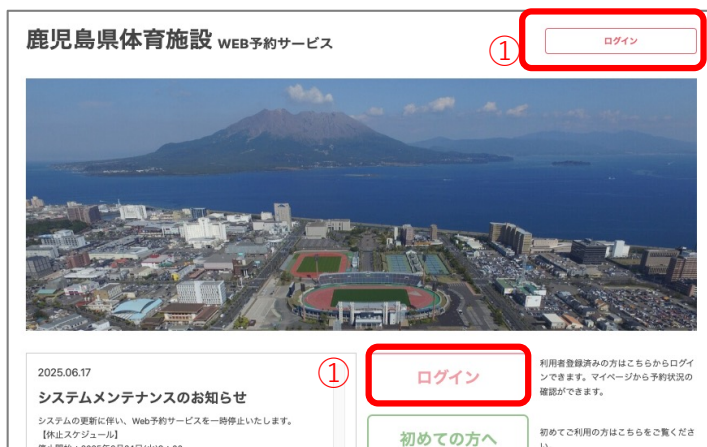 鹿児島県体育施設 WEB予約サービス
①
ログイン
2025.06.17
システムメンテナンスのお知らせ
システムの更新に伴い、Web予約サービスを一時停止いたします。
【休止スケジュール】
①
ログイン
利用者登録済みの方はこちらからログイ
ンできます。マイページから予約状況の
確認ができます。
初めての方へ
初めてご利用の方はこちらをご覧くださ